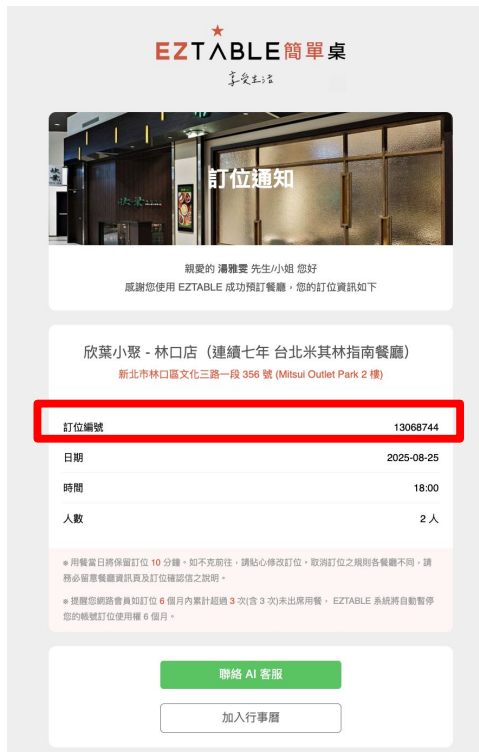 EZTABLE簡單桌
享受生活
欣葉
欣葉
訂位通知
親愛的 湯雅雯 先生/小姐 您好
感謝您使用 EZTABLE 成功預訂餐廳，您的訂位資訊如下
欣葉小聚 - 林口店（連續七年 台北米其林指南餐廳）
新北市林口區文化三路一段 356 號 (Mitsui Outlet Park 2 樓)
訂位編號 13068744
日期 2025-08-25
時間 18:00
人數 2 人
※ 用餐當日將保留訂位 10 分鐘。如不克前往，請貼心修改訂位。取消訂位之規則各餐廳不同，請
務必留意餐廳資訊頁及訂位確認信之說明。
※ 提醒您網路會員如訂位 6 個月內累計超過 3 次(含 3 次)未出席用餐， EZTABLE 系統將自動暫停
您的帳號訂位使用權 6 個月。
聯絡 AI 客服
加入行事曆